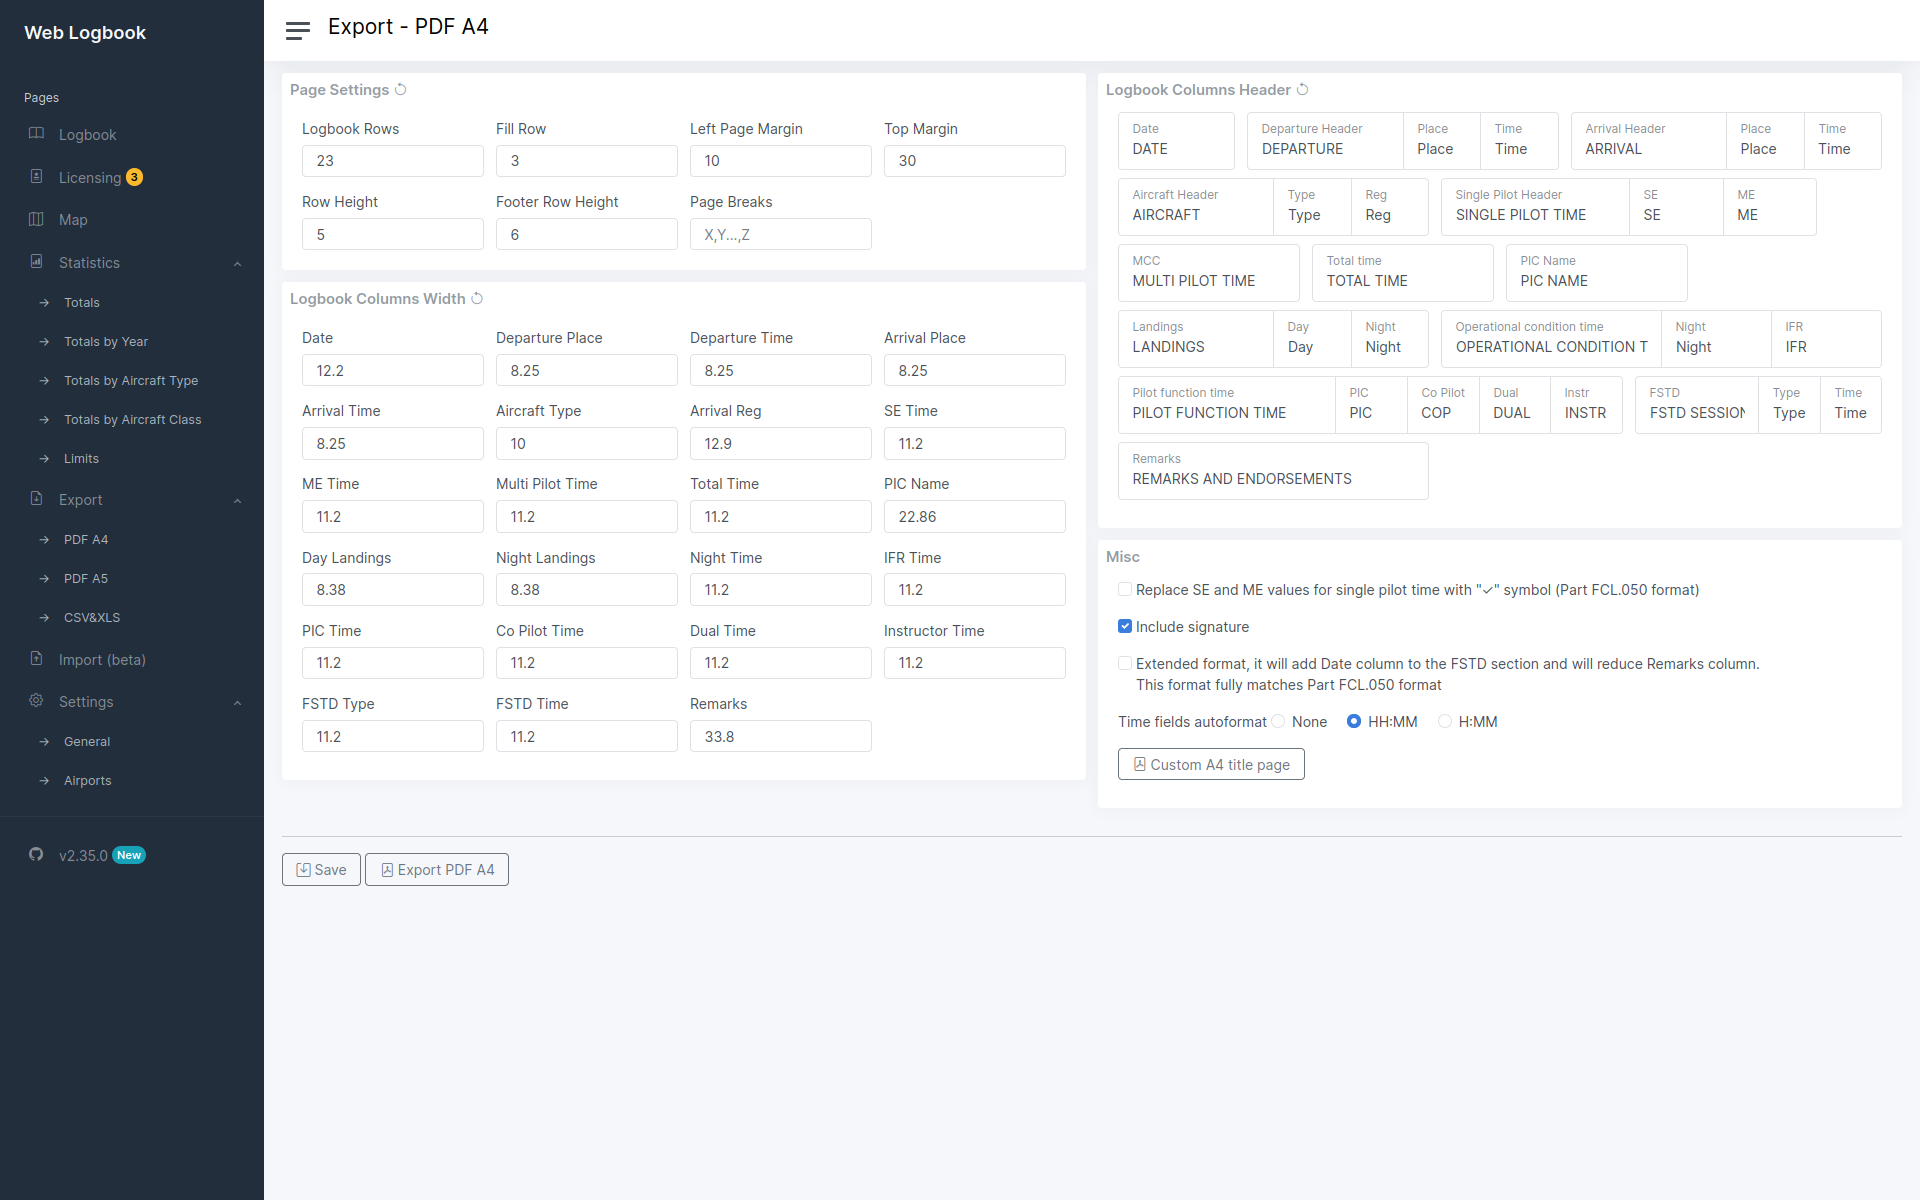 Web Logbook
Export - PDF A4
Pages
Logbook
Licensing 3
Map
Statistics
Totals
Totals by Year
Totals by Aircraft Type
Totals by Aircraft Class
Limits
Export
PDF A4
PDF A5
CSV&XLS
Import (beta)
Settings
General
Airports
v2.35.0 New
Page Settings
Logbook Rows Fill Row Left Page Margin Top Margin
23 3 10 30
Row Height Footer Row Height Page Breaks
5 6 X,Y...,Z
Logbook Columns Width
Date Departure Place Departure Time Arrival Place
12.2 8.25 8.25 8.25
Arrival Time Aircraft Type Arrival Reg SE Time
8.25 10 12.9 11.2
ME Time Multi Pilot Time Total Time PIC Name
11.2 11.2 11.2 22.86
Day Landings Night Landings Night Time IFR Time
8.38 8.38 11.2 11.2
PIC Time Co Pilot Time Dual Time Instructor Time
11.2 11.2 11.2 11.2
FSTD Type FSTD Time Remarks
11.2 11.2 33.8
Logbook Columns Header
Date Departure Header Place Time Arrival Header Place Time
DATE DEPARTURE Place Time ARRIVAL Place Time
Aircraft Header Type Reg Single Pilot Header SE ME
AIRCRAFT Type Reg SINGLE PILOT TIME SE ME
MCC Total time PIC Name
MULTI PILOT TIME TOTAL TIME PIC NAME
Landings Day Night Operational condition time Night IFR
LANDINGS Day Night OPERATIONAL CONDITION T Night IFR
Pilot function time PIC Co Pilot Dual Instr FSTD Type Time
PILOT FUNCTION TIME PIC COP DUAL INSTR FSTD SESSION Type Time
Remarks
REMARKS AND ENDORSEMENTS
Misc
Replace SE and ME values for single pilot time with "✓" symbol (Part FCL.050 format)
Include signature
Extended format, it will add Date column to the FSTD section and will reduce Remarks column.
This format fully matches Part FCL.050 format
Time fields autoformat None HH:MM H:MM
Custom A4 title page
Save Export PDF A4